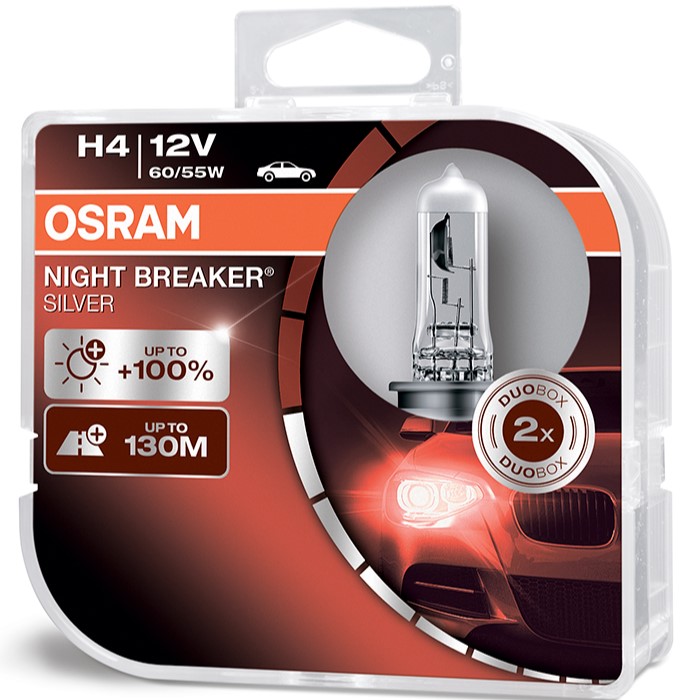 H4 | 12V
60/55W
OSRAM
NIGHT BREAKER®
SILVER
UP TO
+100%
UP TO
130M
DUOBOX
2x
DUOBOX